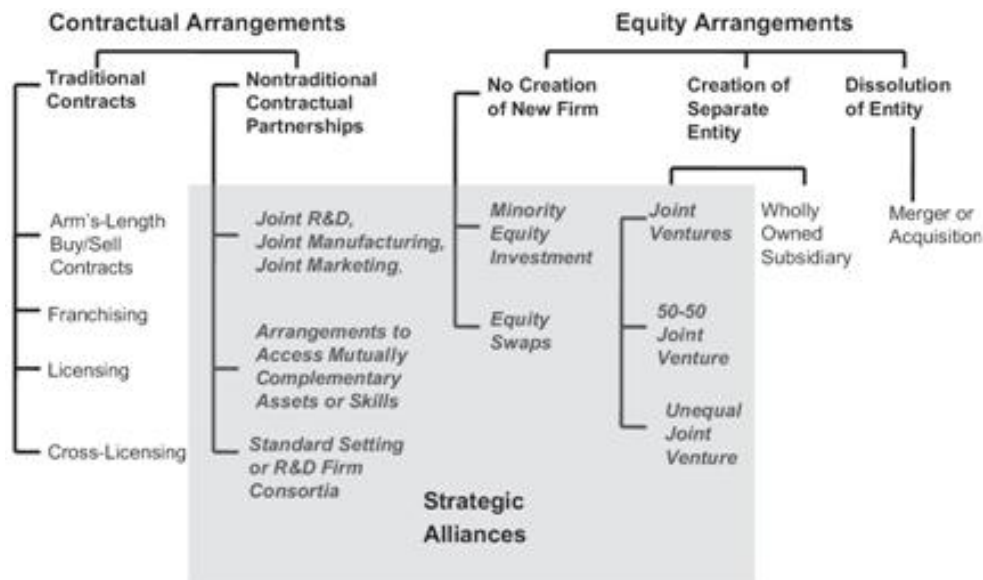 Contractual Arrangements
Equity Arrangements
Traditional
Contracts
Nontraditional
Contractual
Partnerships
No Creation
of New Firm
Creation of
Separate
Entity
Dissolution
of Entity
Arm's-Length
Buy/Sell
Contracts
Franchising
Licensing
Cross-Licensing
Joint R&D,
Joint Manufacturing,
Joint Marketing,
Arrangements to
Access Mutually
Complementary
Assets or Skills
Standard Setting
or R&D Firm
Consortia
Minority
Equity
Investment
Equity
Swaps
Joint
Ventures
50-50
Joint
Venture
Unequal
Joint
Venture
Wholly
Owned
Subsidiary
Merger or
Acquisition
Strategic
Alliances